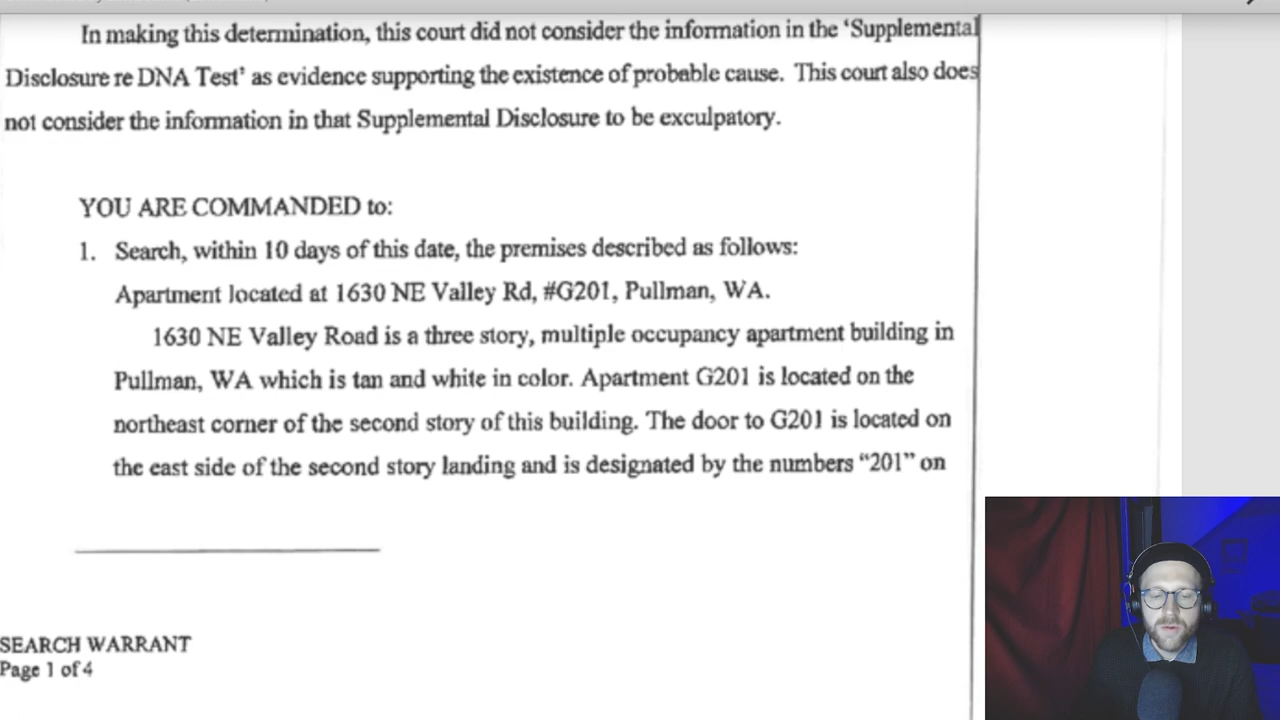 In making this determination, this court did not consider the information in the ‘Supplemental
Disclosure re DNA Test’ as evidence supporting the existence of probable cause. This court also does
not consider the information in that Supplemental Disclosure to be exculpatory.
YOU ARE COMMANDED to:
1. Search, within 10 days of this date, the premises described as follows:
Apartment located at 1630 NE Valley Rd, #G201, Pullman, WA.
1630 NE Valley Road is a three story, multiple occupancy apartment building in
Pullman, WA which is tan and white in color. Apartment G201 is located on the
northeast corner of the second story of this building. The door to G201 is located on
the east side of the second story landing and is designated by the numbers “201” on
SEARCH WARRANT
Page 1 of 4